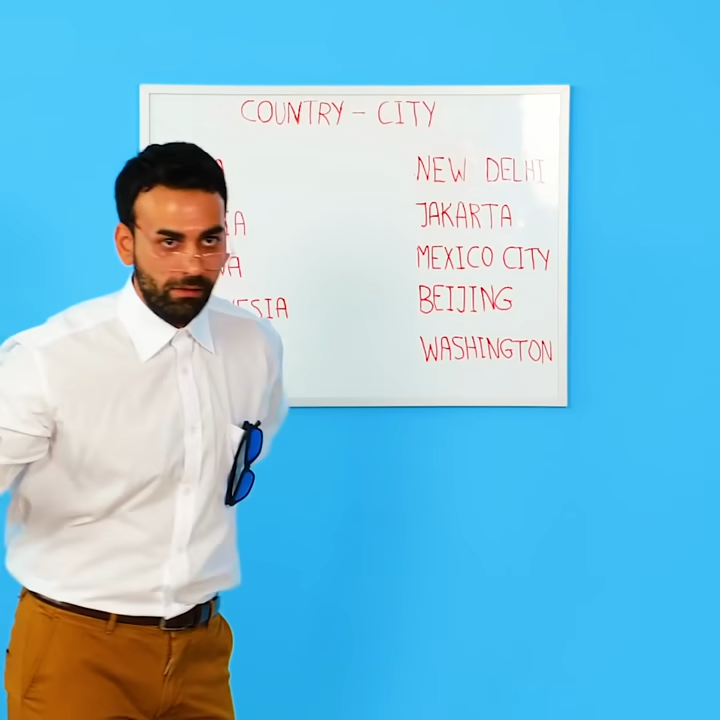 COUNTRY - CITY
NEW DELHI
JAKARTA
MEXICO CITY
BEIJING
WASHINGTON